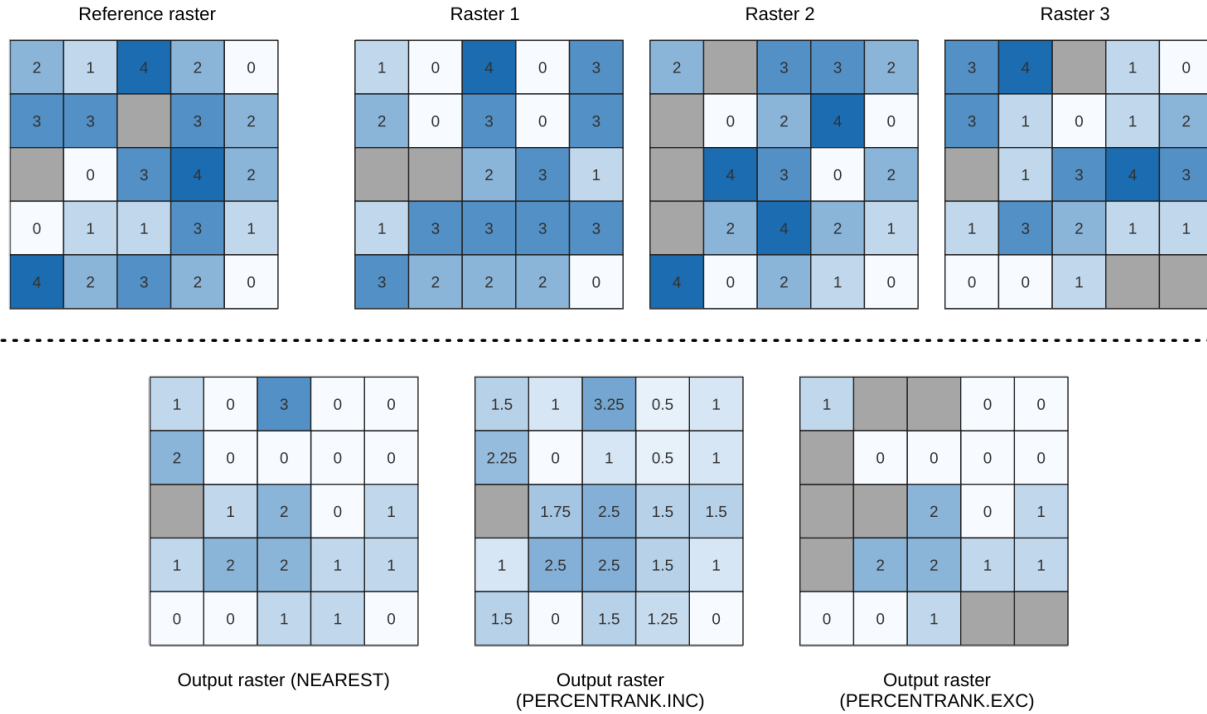 Reference raster Raster 1 Raster 2 Raster 3
2 1 4 2 0 1 0 4 0 3 2 3 3 2 3 4 1 0
3 3 3 2 2 0 3 0 3 0 2 4 0 3 1 0 1 2
0 3 4 2 2 3 1 4 3 0 2 1 3 4 3
0 1 1 3 1 1 3 3 3 3 2 4 2 1 1 3 2 1 1
4 2 3 2 0 3 2 2 2 0 4 0 2 1 0 0 0 1
1 0 3 0 0 1.5 1 3.25 0.5 1 1 0 0
2 0 0 0 0 2.25 0 1 0.5 1 0 0 0 0
1 2 0 1 1.75 2.5 1.5 1.5 2 0 1
1 2 2 1 1 1 2.5 2.5 1.5 1 2 2 1 1
0 0 1 1 0 1.5 0 1.5 1.25 0 0 0 1
Output raster (NEAREST) Output raster Output raster
(PERCENTRANK.INC) (PERCENTRANK.EXC)